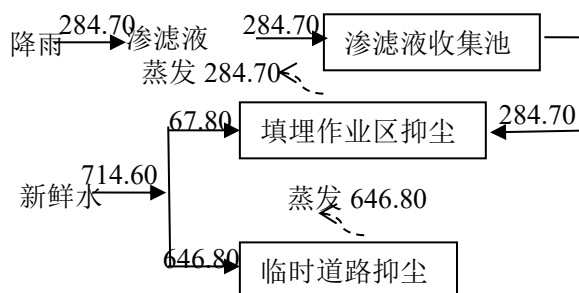 284.70 284.70
降雨 渗滤液 渗滤液收集池
蒸发 284.70
67.80 填埋作业区抑尘 284.70
714.60
新鲜水 蒸发 646.80
646.80 临时道路抑尘